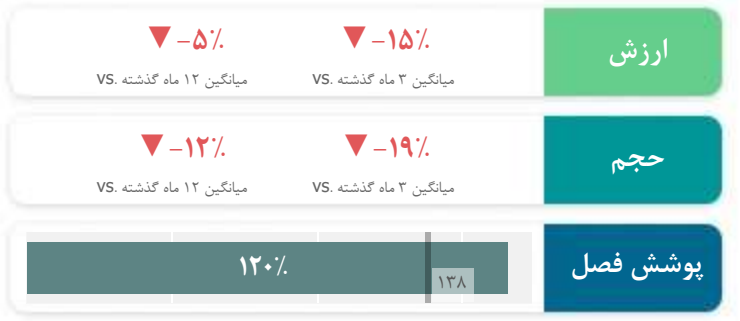 ارزش
▼ -۱۵٪
▼ -۵٪
VS. میانگین ۳ ماه گذشته
VS. میانگین ۱۲ ماه گذشته
حجم
▼ -۱۹٪
▼ -۱۲٪
VS. میانگین ۳ ماه گذشته
VS. میانگین ۱۲ ماه گذشته
پوشش فصل
۱۲۰٪
۱۳۸